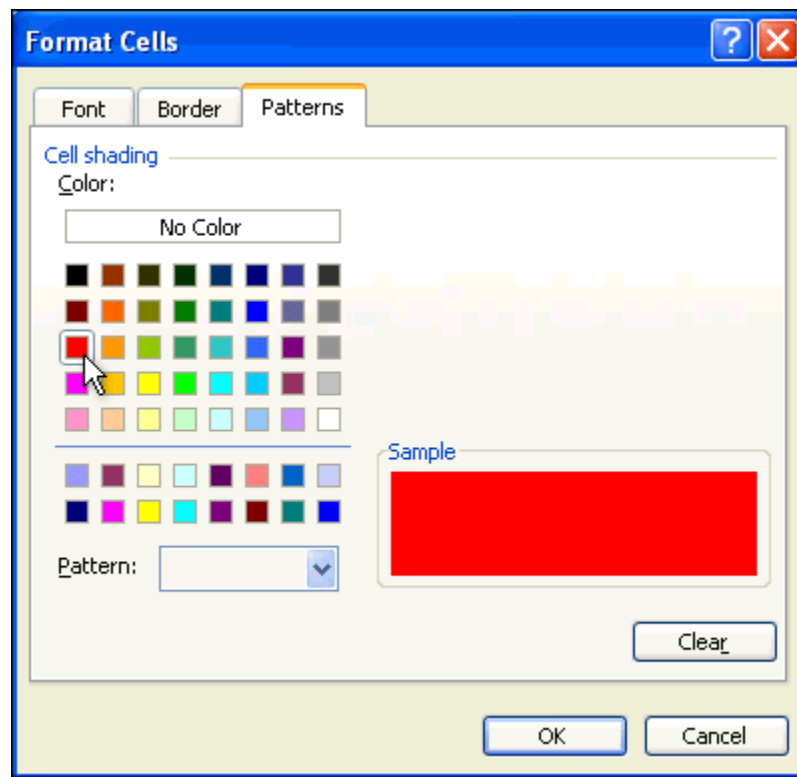 Format Cells
Font Border Patterns
Cell shading
Color:
No Color
Sample
Pattern:
Clear
OK Cancel